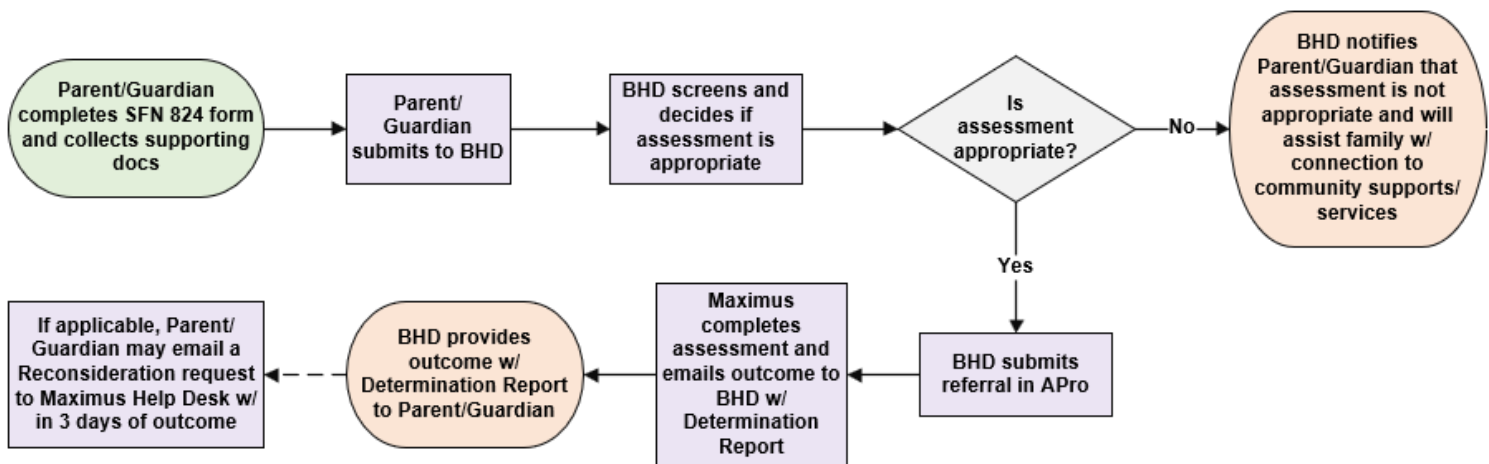 Parent/Guardian
completes SFN 824 form
and collects supporting
docs
Parent/
Guardian
submits to BHD
BHD screens and
decides if
assessment is
appropriate
Is
assessment
appropriate?
No
BHD notifies
Parent/Guardian that
assessment is not
appropriate and will
assist family w/
connection to
community supports/
services
Yes
BHD submits
referral in APro
Maximus
completes
assessment and
emails outcome to
BHD w/
Determination
Report
BHD provides
outcome w/
Determination Report
to Parent/Guardian
If applicable, Parent/
Guardian may email a
Reconsideration request
to Maximus Help Desk w/
in 3 days of outcome